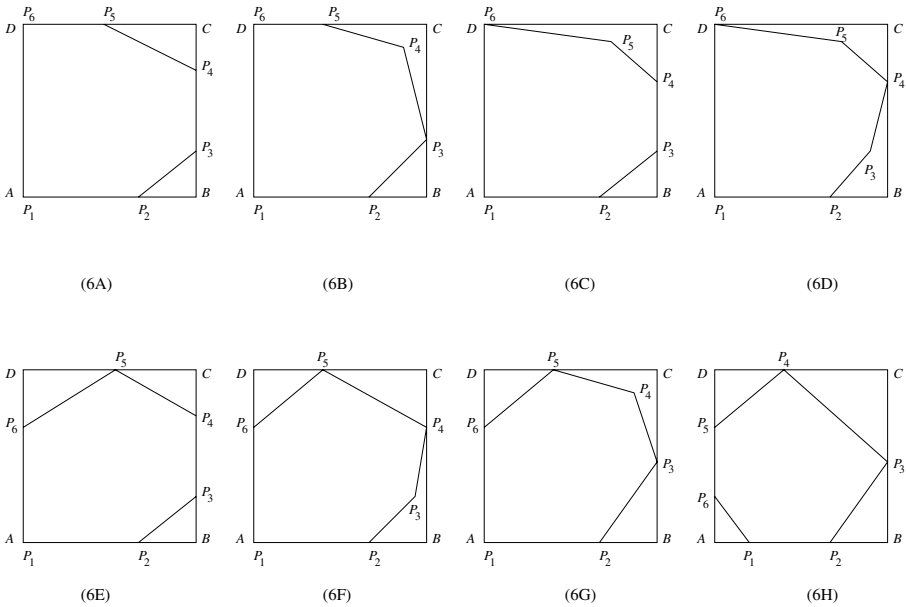 P6 P5 P6 P5 P6 P6
D C D C D C D C
P4 P5 P5
P4 P4 P4
P3 P3 P3
P3
A B A B A B A B
P1 P2 P1 P2 P1 P2 P1 P2
(6A) (6B) (6C) (6D)
P5 P5 P5 P4
D C D C D C D C
P4
P6 P4 P6 P4 P6 P5
P3 P3
P3 P6
P3
A B A B A B A B
P1 P2 P1 P2 P1 P2 P1 P2
(6E) (6F) (6G) (6H)